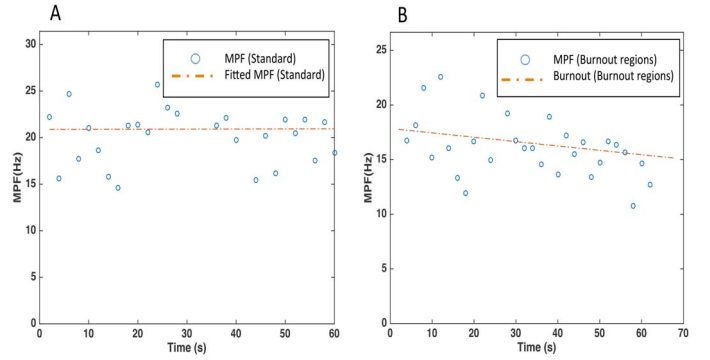 A
30
25
20
15
10
5
0
MPF(Hz)
0 10 20 30 40 50 60
Time (s)
MPF (Standard)
Fitted MPF (Standard)
B
25
20
15
10
5
0
MPF(Hz)
0 10 20 30 40 50 60 70
Time (s)
MPF (Burnout regions)
Burnout (Burnout regions)